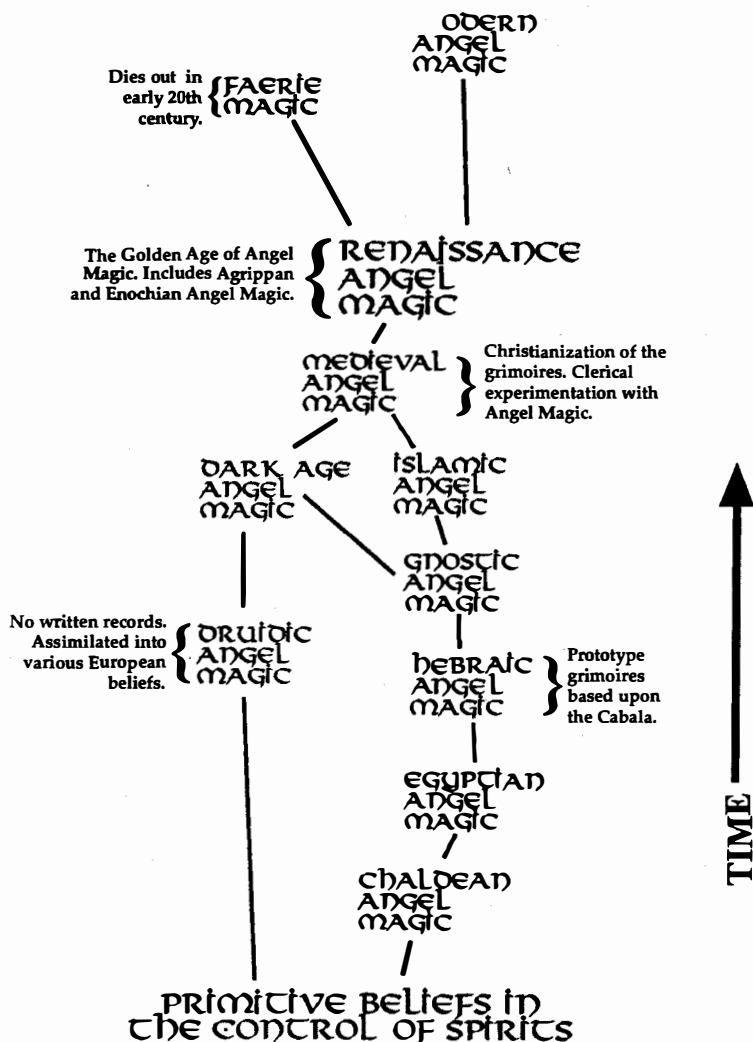 ODERN
ANGEL
MAGIC
Dies out in
early 20th
century.
FAERIE
MAGIC
The Golden Age of Angel
Magic. Includes Agrippan
and Enochian Angel Magic.
RENAISSANCE
ANGEL
MAGIC
MEDIEVAL
ANGEL
MAGIC
Christianization of the
grimoires. Clerical
experimentation with
Angel Magic.
DARK AGE
ANGEL
MAGIC
ISLAMIC
ANGEL
MAGIC
GNOSTIC
ANGEL
MAGIC
No written records.
Assimilated into
various European
beliefs.
DRUIDIC
ANGEL
MAGIC
HEBRAIC
ANGEL
MAGIC
Prototype
grimoires
based upon
the Cabala.
EGYPTIAN
ANGEL
MAGIC
CHALDEAN
ANGEL
MAGIC
PRIMITIVE BELIEFS IN
THE CONTROL OF SPIRITS
TIME